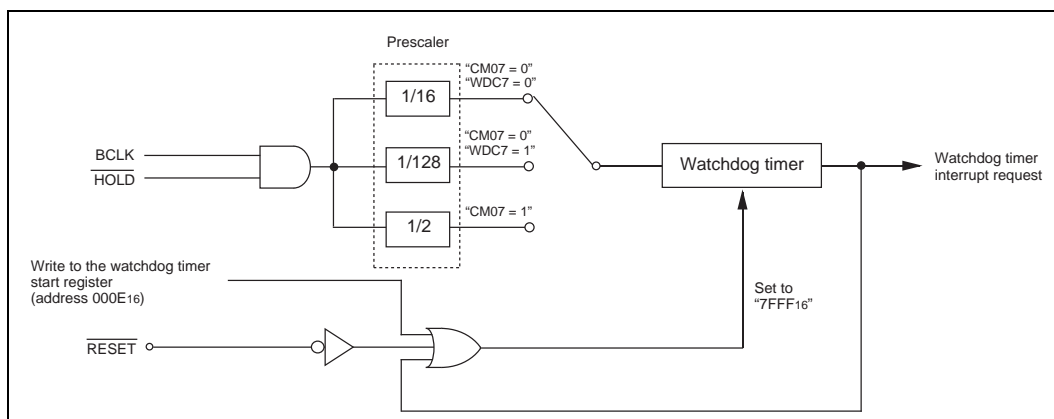 Prescaler
“CM07 = 0”
“WDC7 = 0”
1/16
“CM07 = 0”
“WDC7 = 1”
BCLK
HOLD
1/128
Watchdog timer
Watchdog timer
interrupt request
“CM07 = 1”
1/2
Write to the watchdog timer
start register
(address 000E16)
Set to
“7FFF16”
RESET